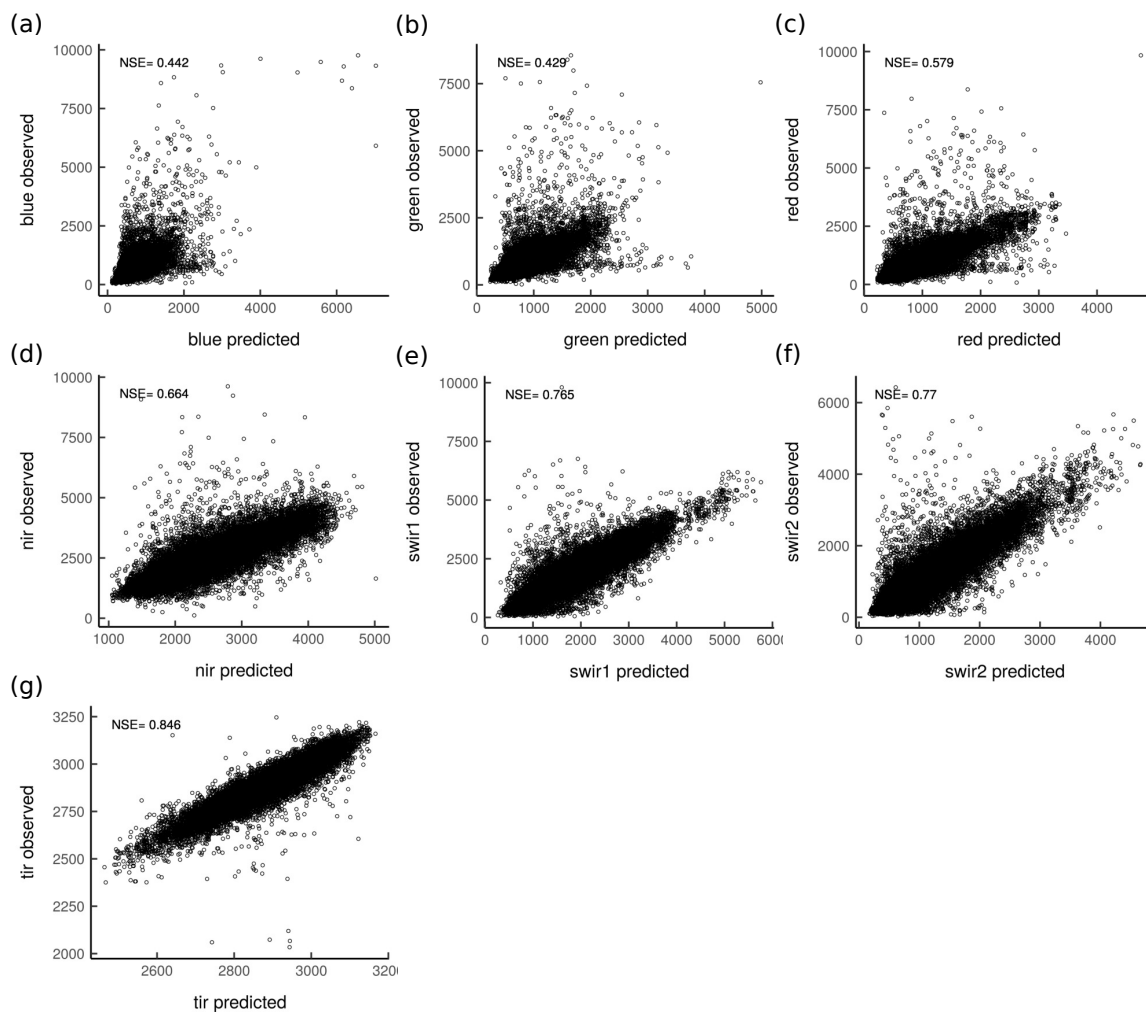 (a)
NSE= 0.442
10000
7500
5000
2500
0
blue observed
0
2000
4000
6000
blue predicted
(b)
NSE= 0.429
7500
5000
2500
0
green observed
0
1000
2000
3000
4000
5000
green predicted
(c)
NSE= 0.579
10000
7500
5000
2500
0
red observed
0
1000
2000
3000
4000
red predicted
(d)
NSE= 0.664
10000
7500
5000
2500
0
nir observed
1000
2000
3000
4000
5000
nir predicted
(e)
NSE= 0.765
10000
7500
5000
2500
0
swir1 observed
0
1000
2000
3000
4000
5000
6000
swir1 predicted
(f)
NSE= 0.77
6000
4000
2000
0
swir2 observed
0
1000
2000
3000
4000
swir2 predicted
(g)
NSE= 0.846
3250
3000
2750
2500
2250
2000
tir observed
2600
2800
3000
3200
tir predicted